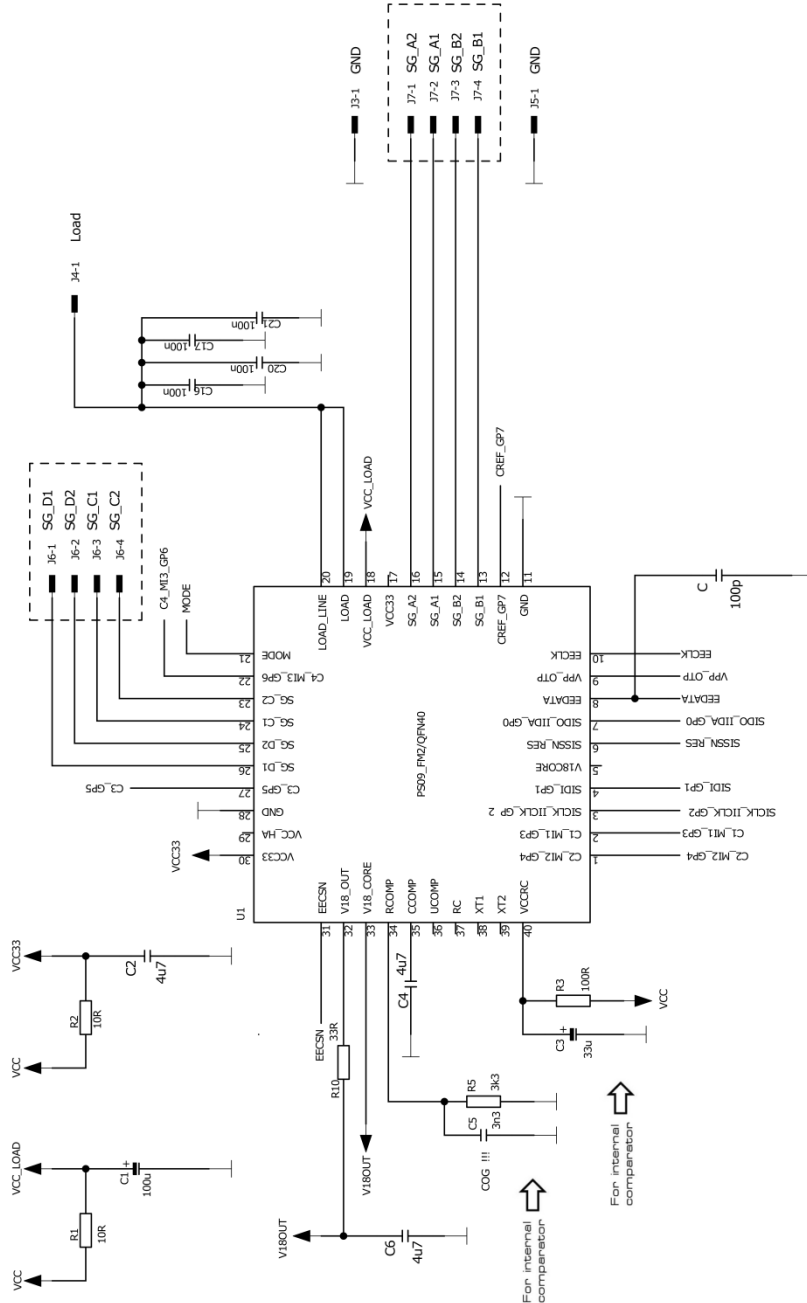 J3-1 GND
J7-1 SG_A2
J7-2 SG_A1
J7-3 SG_B2
J7-4 SG_B1
J5-1 GND
J4-1 Load
C21
100n
C17
100n
C20
100n
C16
100n
J6-1 SG_D1
J6-2 SG_D2
J6-3 SG_C1
J6-4 SG_C2
C4_MI3_GP6
MODE
VCC_LOAD
CREF_GP7
20 LOAD_LINE
19 LOAD
18 VCC_LOAD
17 VCC33
16 SG_A2
15 SG_A1
14 SG_B2
13 SG_B1
12 CREF_GP7
11 GND
21 MODE
22 C4_MI3_GP6
23 SG_C2
24 SG_C1
25 SG_D2
26 SG_D1
27 C3_GP5
28 GND
29 VCC_HA
30 VCC33
C3_GP5
VCC33
U1
PS09_FM2/QFN40
10 EECLK
9 VPP_OTP
8 EEDATA
7 SIDO_IIDA_GP0
6 SISSN_RES
5 V18CORE
4 SIDI_GP1
3 SICLK_IICLK_GP_2
2 C1_MI1_GP3
1 C2_MI2_GP4
EECLK
VPP_OTP
EEDATA
SIDO_IIDA_GP0
SISSN_RES
SIDI_GP1
SICLK_IICLK_GP2
C1_MI1_GP3
C2_MI2_GP4
C
100p
EECSN 31
V18_OUT 32
V18_CORE 33
RCOMP 34
CCOMP 35
UCOMP 36
RC 37
XT1 38
XT2 39
VCCRC 40
EECSN
R10 33R
V18OUT
V18OUT
C6
4u7
C4 4u7
R5
3k3
C5
3n3
COG !!!
R3
100R
VCC
C3 +
33u
For internal
comparator
For internal
comparator
VCC33
VCC
R2
10R
C2
4u7
VCC_LOAD
VCC
R1
10R
C1 +
100u